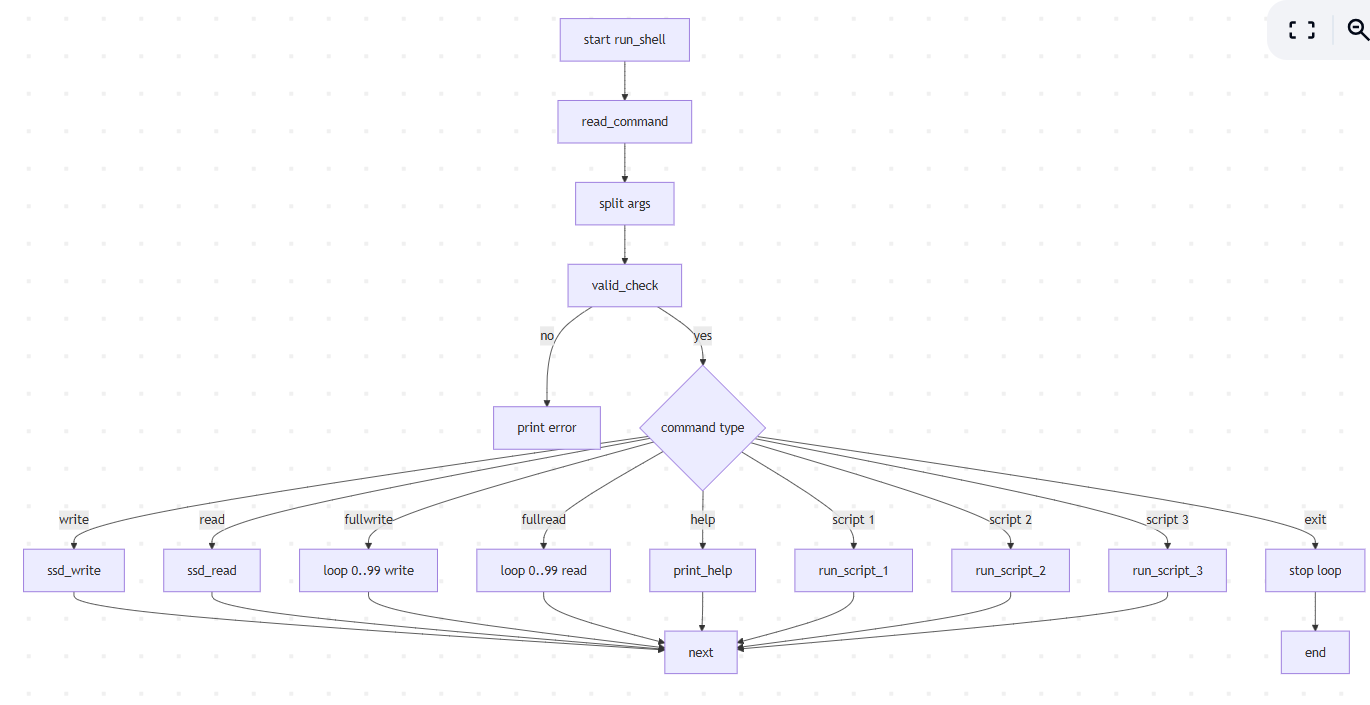 start run_shell
read_command
split args
valid_check
no
yes
print error
command type
write
read
fullwrite
fullread
help
script 1
script 2
script 3
exit
ssd_write
ssd_read
loop 0..99 write
loop 0..99 read
print_help
run_script_1
run_script_2
run_script_3
stop loop
next
end